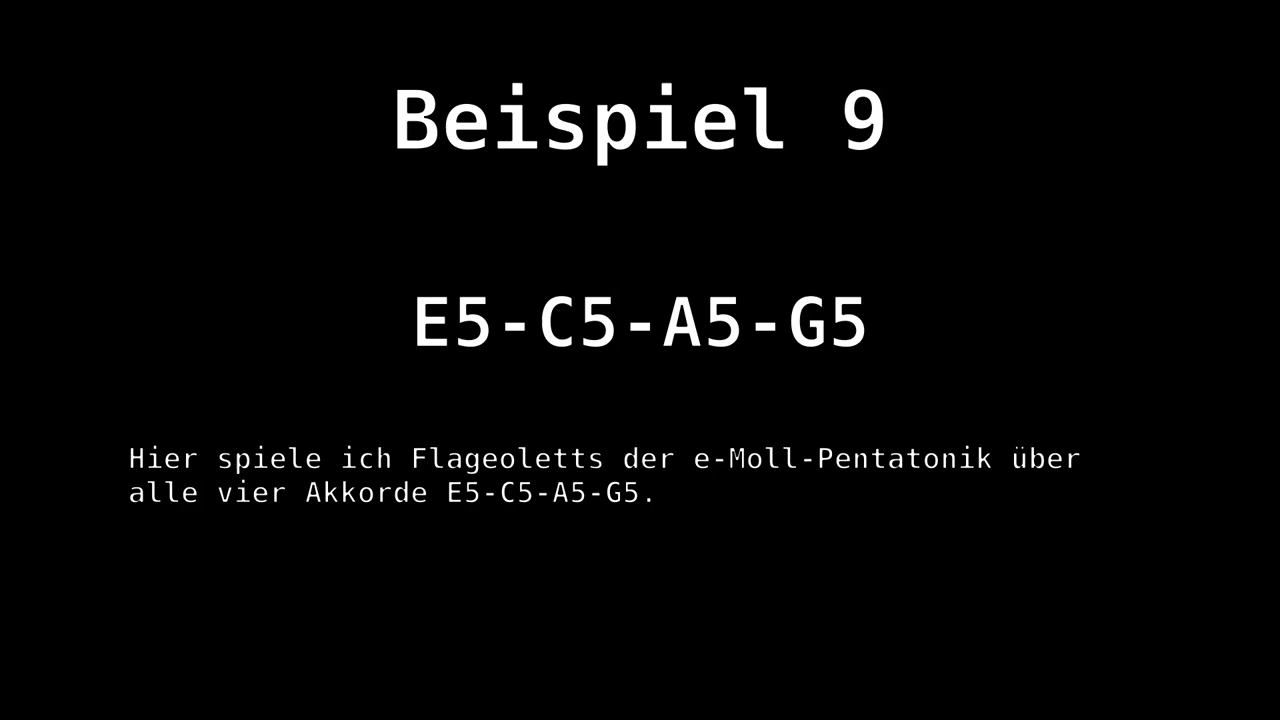 Beispiel 9
E5-C5-A5-G5
Hier spiele ich Flageoletts der e-Moll-Pentatonik über
alle vier Akkorde E5-C5-A5-G5.